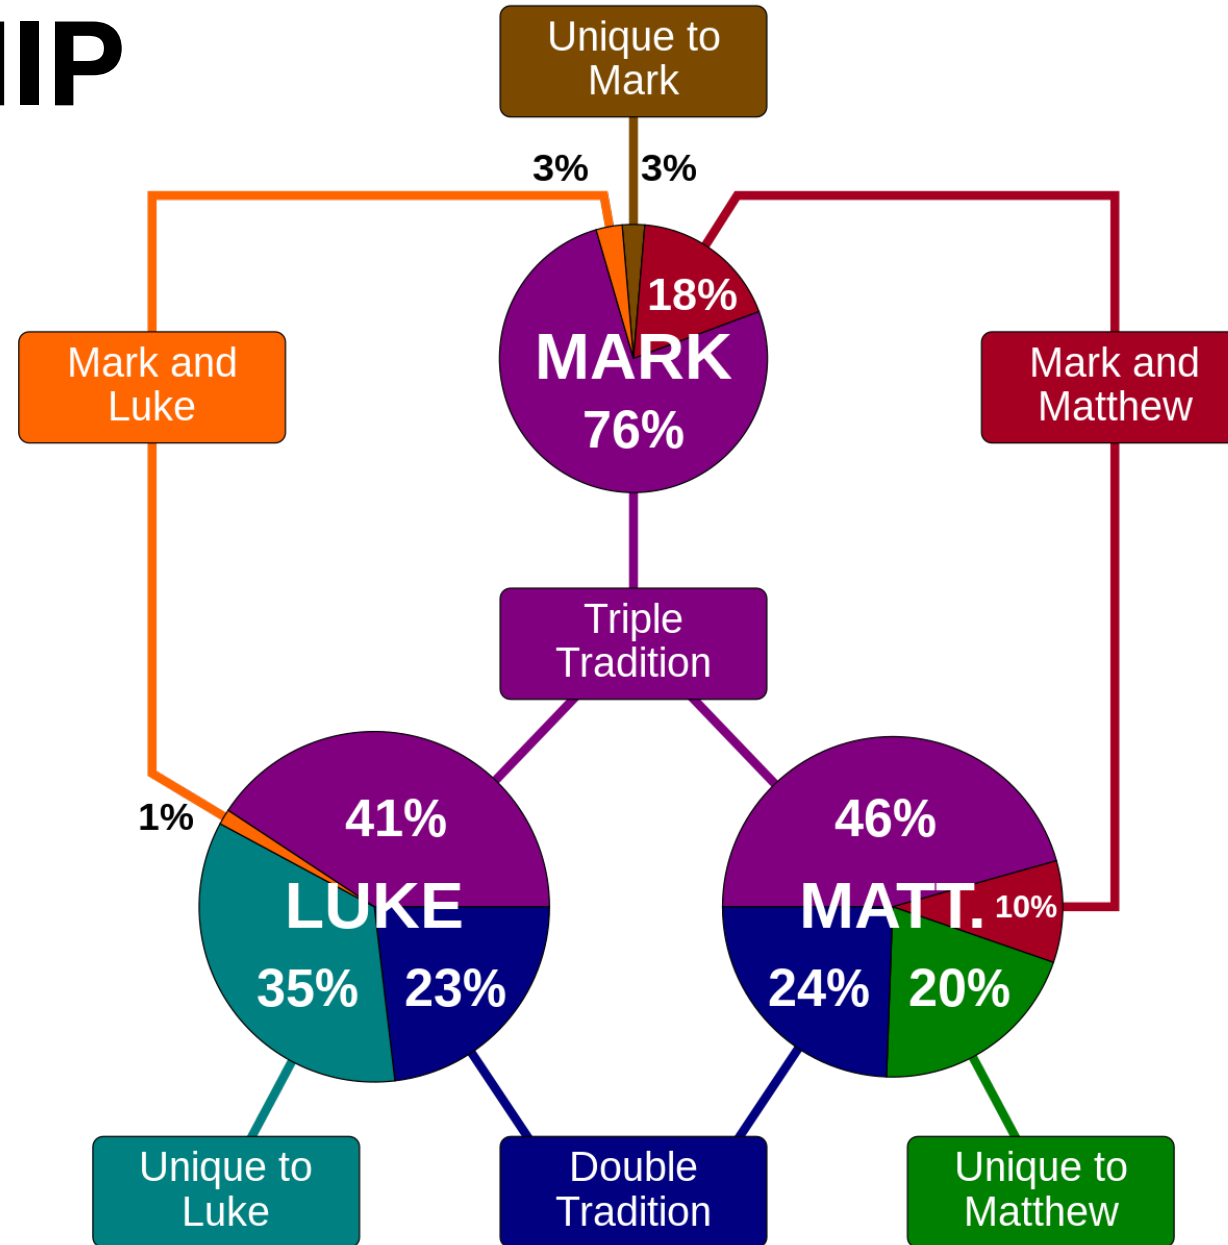 HIP
Unique to
Mark
3%
3%
18%
MARK
76%
Mark and
Luke
Mark and
Matthew
Triple
Tradition
1%
41%
LUKE
35%
23%
46%
MATT.
10%
24%
20%
Unique to
Luke
Double
Tradition
Unique to
Matthew